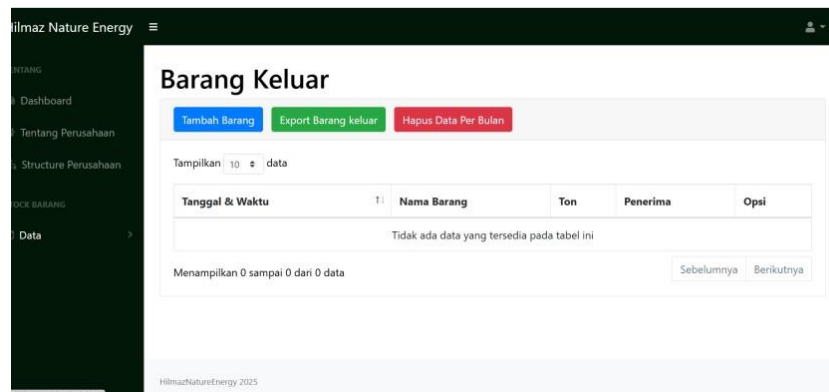 ilmaz Nature Energy
ENTANG
Dashboard
Tentang Perusahaan
Structure Perusahaan
TOCK BARANG
Data
Barang Keluar
Tambah Barang Export Barang keluar Hapus Data Per Bulan
Tampilkan 10 data
Tanggal & Waktu Nama Barang Ton Penerima Opsi
Tidak ada data yang tersedia pada tabel ini
Menampilkan 0 sampai 0 dari 0 data
Sebelumnya Berikutnya
HilmazNatureEnergy 2025